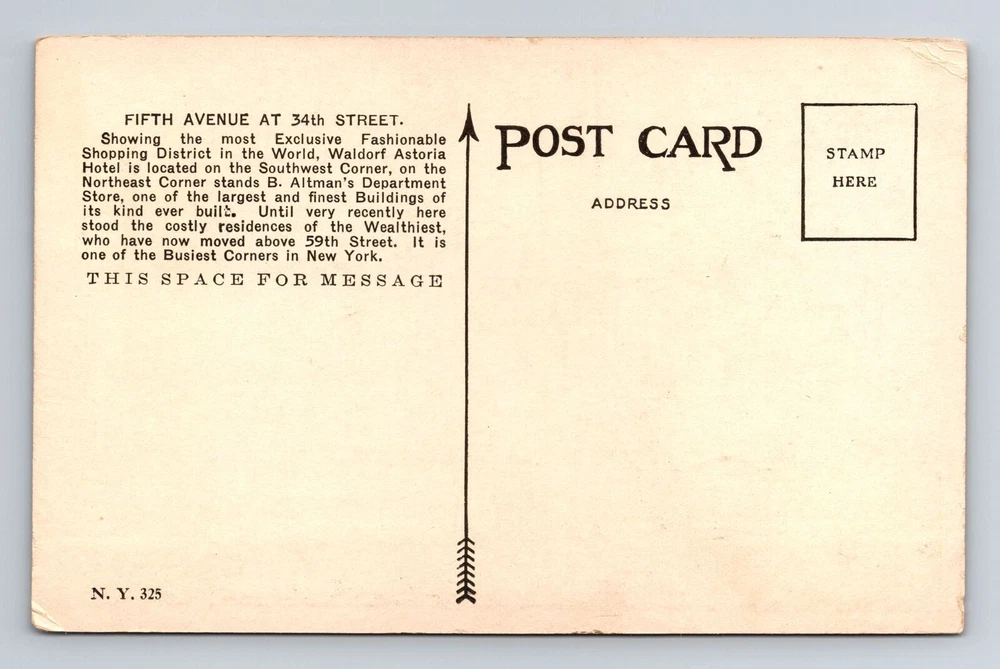 FIFTH AVENUE AT 34th STREET.
Showing the most Exclusive Fashionable
Shopping District in the World, Waldorf Astoria
Hotel is located on the Southwest Corner, on the
Northeast Corner stands B. Altman's Department
Store, one of the largest and finest Buildings of
its kind ever built. Until very recently here
stood the costly residences of the Wealthiest,
who have now moved above 59th Street. It is
one of the Busiest Corners in New York.
THIS SPACE FOR MESSAGE
N. Y. 325
POST CARD
ADDRESS
STAMP
HERE